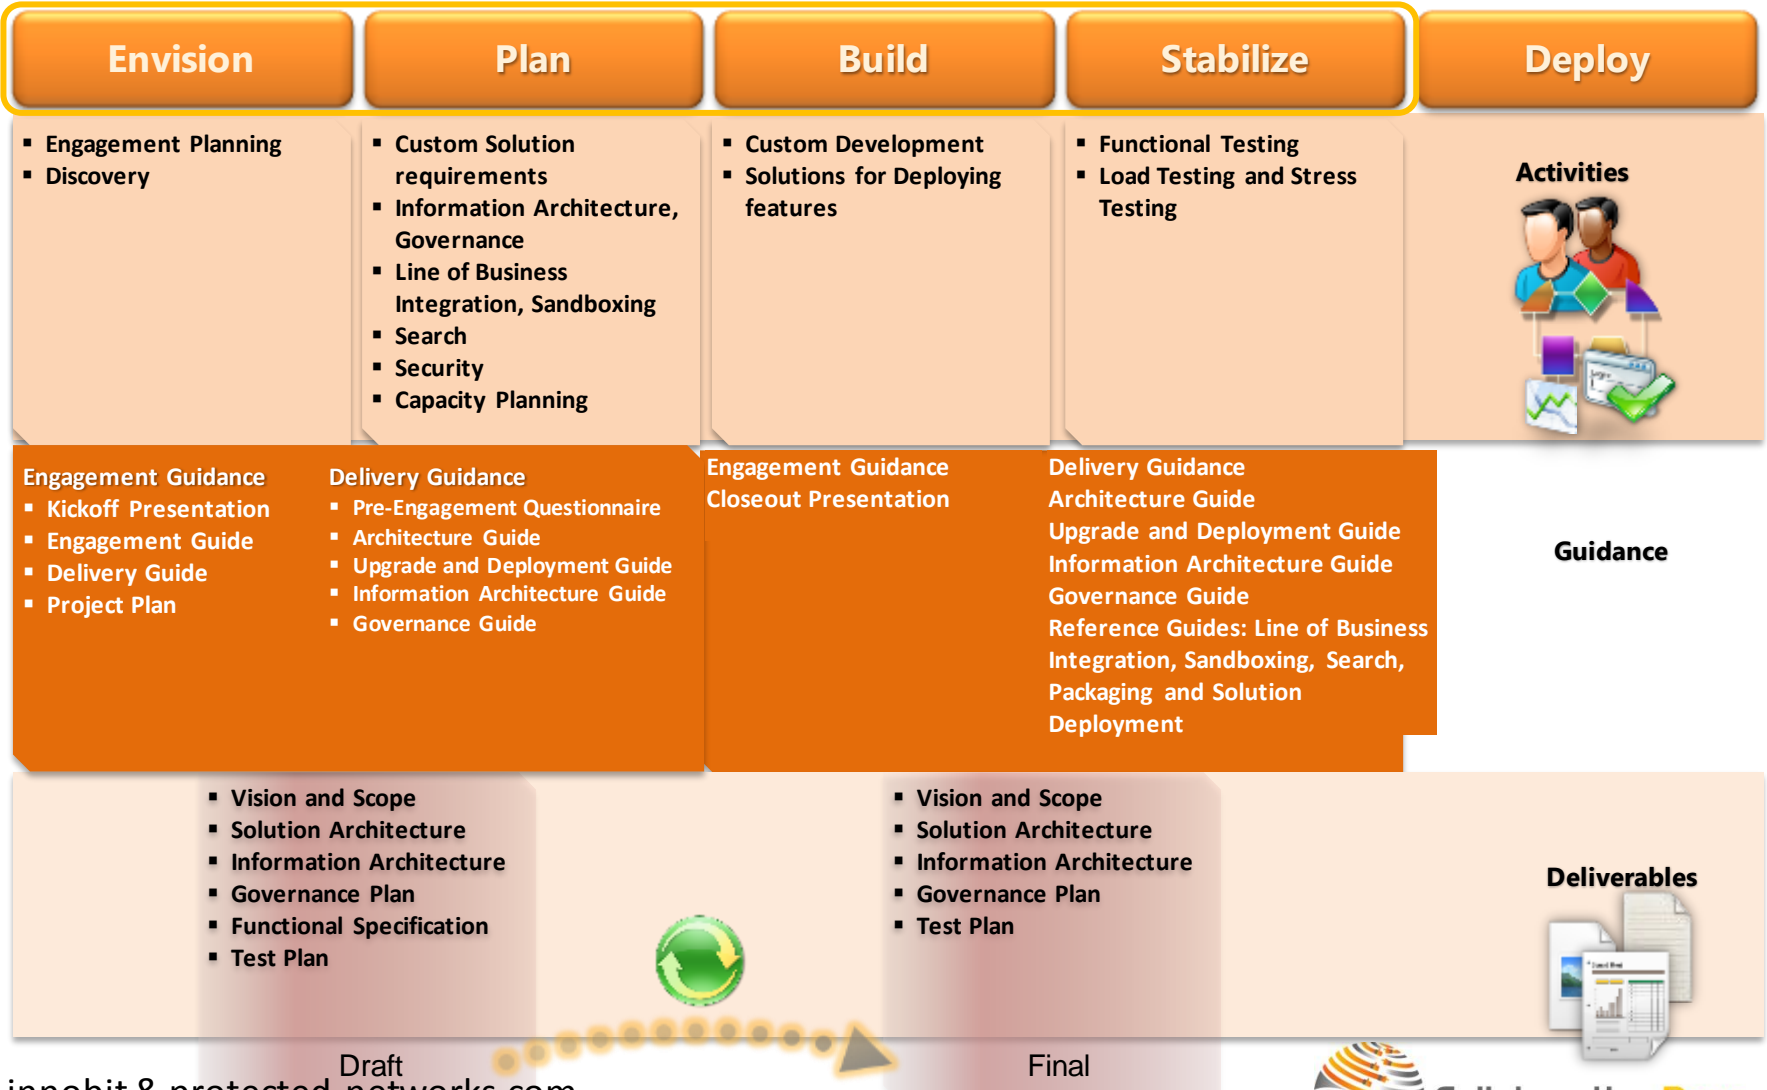 Envision
Plan
Build
Stabilize
Deploy
▪ Engagement Planning
▪ Discovery
▪ Custom Solution
requirements
▪ Information Architecture,
Governance
▪ Line of Business
Integration, Sandboxing
▪ Search
▪ Security
▪ Capacity Planning
▪ Custom Development
▪ Solutions for Deploying
features
▪ Functional Testing
▪ Load Testing and Stress
Testing
Activities
Engagement Guidance
▪ Kickoff Presentation
▪ Engagement Guide
▪ Delivery Guide
▪ Project Plan
Delivery Guidance
▪ Pre-Engagement Questionnaire
▪ Architecture Guide
▪ Upgrade and Deployment Guide
▪ Information Architecture Guide
▪ Governance Guide
Engagement Guidance
Closeout Presentation
Delivery Guidance
Architecture Guide
Upgrade and Deployment Guide
Information Architecture Guide
Governance Guide
Reference Guides: Line of Business
Integration, Sandboxing, Search,
Packaging and Solution
Deployment
Guidance
▪ Vision and Scope
▪ Solution Architecture
▪ Information Architecture
▪ Governance Plan
▪ Functional Specification
▪ Test Plan
▪ Vision and Scope
▪ Solution Architecture
▪ Information Architecture
▪ Governance Plan
▪ Test Plan
Deliverables
Draft
Final
innobit & protected-networks.com